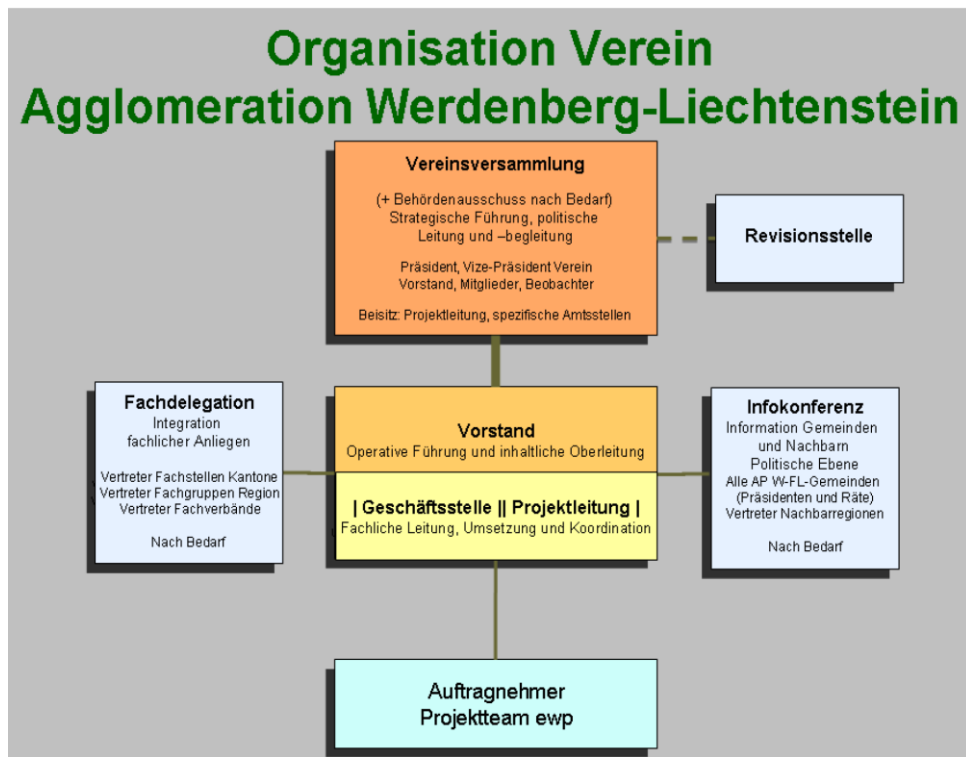 Organisation Verein
Agglomeration Werdenberg-Liechtenstein
Vereinsversammlung
(+ Behördenausschuss nach Bedarf)
Strategische Führung, politische
Leitung und –begleitung
Präsident, Vize-Präsident Verein
Vorstand, Mitglieder, Beobachter
Beisitz: Projektleitung, spezifische Amtsstellen
Revisionsstelle
Fachdelegation
Integration
fachlicher Anliegen
Vertreter Fachstellen Kantone
Vertreter Fachgruppen Region
Vertreter Fachverbände
Nach Bedarf
Vorstand
Operative Führung und inhaltliche Oberleitung
| Geschäftsstelle || Projektleitung |
Fachliche Leitung, Umsetzung und Koordination
Infokonferenz
Information Gemeinden
und Nachbarn
Politische Ebene
Alle AP W-FL-Gemeinden
(Präsidenten und Räte)
Vertreter Nachbarregionen
Nach Bedarf
Auftragnehmer
Projektteam ewp